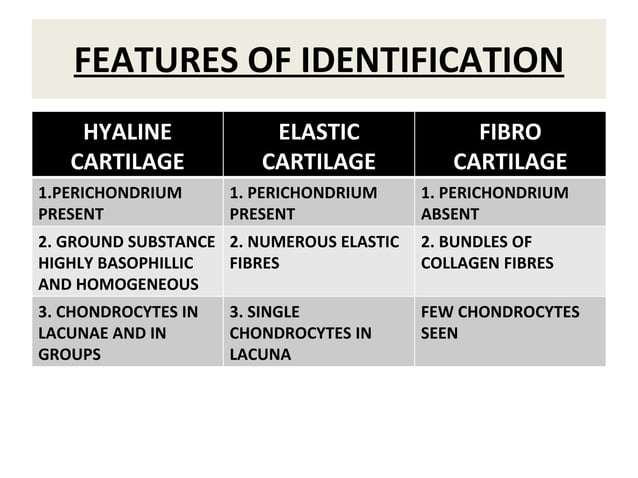 FEATURES OF IDENTIFICATION
HYALINE
CARTILAGE
ELASTIC
CARTILAGE
FIBRO
CARTILAGE
1.PERICHONDRIUM
PRESENT
1. PERICHONDRIUM
PRESENT
1. PERICHONDRIUM
ABSENT
2. GROUND SUBSTANCE
HIGHLY BASOPHILLIC
AND HOMOGENEOUS
2. NUMEROUS ELASTIC
FIBRES
2. BUNDLES OF
COLLAGEN FIBRES
3. CHONDROCYTES IN
LACUNAE AND IN
GROUPS
3. SINGLE
CHONDROCYTES IN
LACUNA
FEW CHONDROCYTES
SEEN